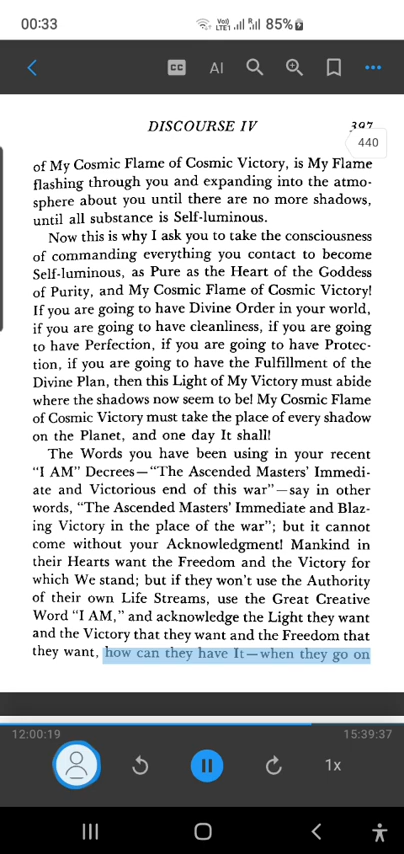 00:33
Vo))
LTE1
R
85%
CC
AI
DISCOURSE IV
397
440
of My Cosmic Flame of Cosmic Victory, is My Flame
flashing through you and expanding into the atmo-
sphere about you until there are no more shadows,
until all substance is Self-luminous.
Now this is why I ask you to take the consciousness
of commanding everything you contact to become
Self-luminous, as Pure as the Heart of the Goddess
of Purity, and My Cosmic Flame of Cosmic Victory!
If you are going to have Divine Order in your world,
if you are going to have cleanliness, if you are going
to have Perfection, if you are going to have Protec-
tion, if you are going to have the Fulfillment of the
Divine Plan, then this Light of My Victory must abide
where the shadows now seem to be! My Cosmic Flame
of Cosmic Victory must take the place of every shadow
on the Planet, and one day It shall!
The Words you have been using in your recent
“I AM” Decrees—“The Ascended Masters’ Immedi-
ate and Victorious end of this war”—say in other
words, “The Ascended Masters’ Immediate and Blaz-
ing Victory in the place of the war”; but it cannot
come without your Acknowledgment! Mankind in
their Hearts want the Freedom and the Victory for
which We stand; but if they won’t use the Authority
of their own Life Streams, use the Great Creative
Word “I AM,” and acknowledge the Light they want
and the Victory that they want and the Freedom that
they want, how can they have It—when they go on
12:00:19
15:39:37
1x